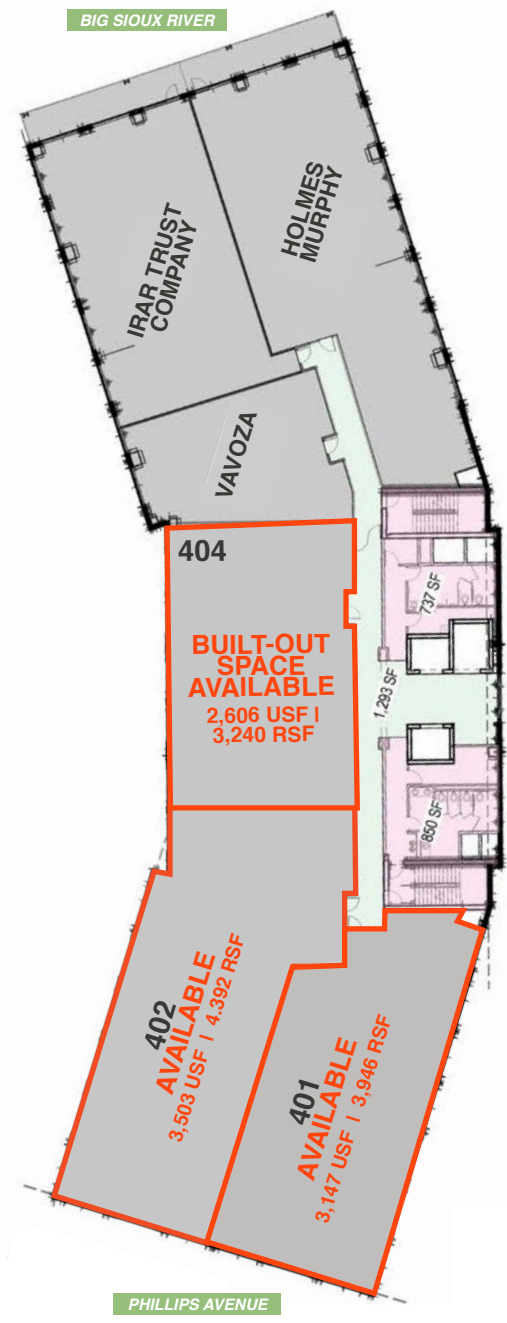 BIG SIOUX RIVER
IRAR TRUST
COMPANY
HOLMES
MURPHY
VAVOZA
404
BUILT-OUT
SPACE
AVAILABLE
2,606 USF |
3,240 RSF
737 SF
1,293 SF
850 SF
402
AVAILABLE
3,503 USF | 4.392 RSF
401
AVAILABLE
3,147 USF | 3,946 RSF
PHILLIPS AVENUE